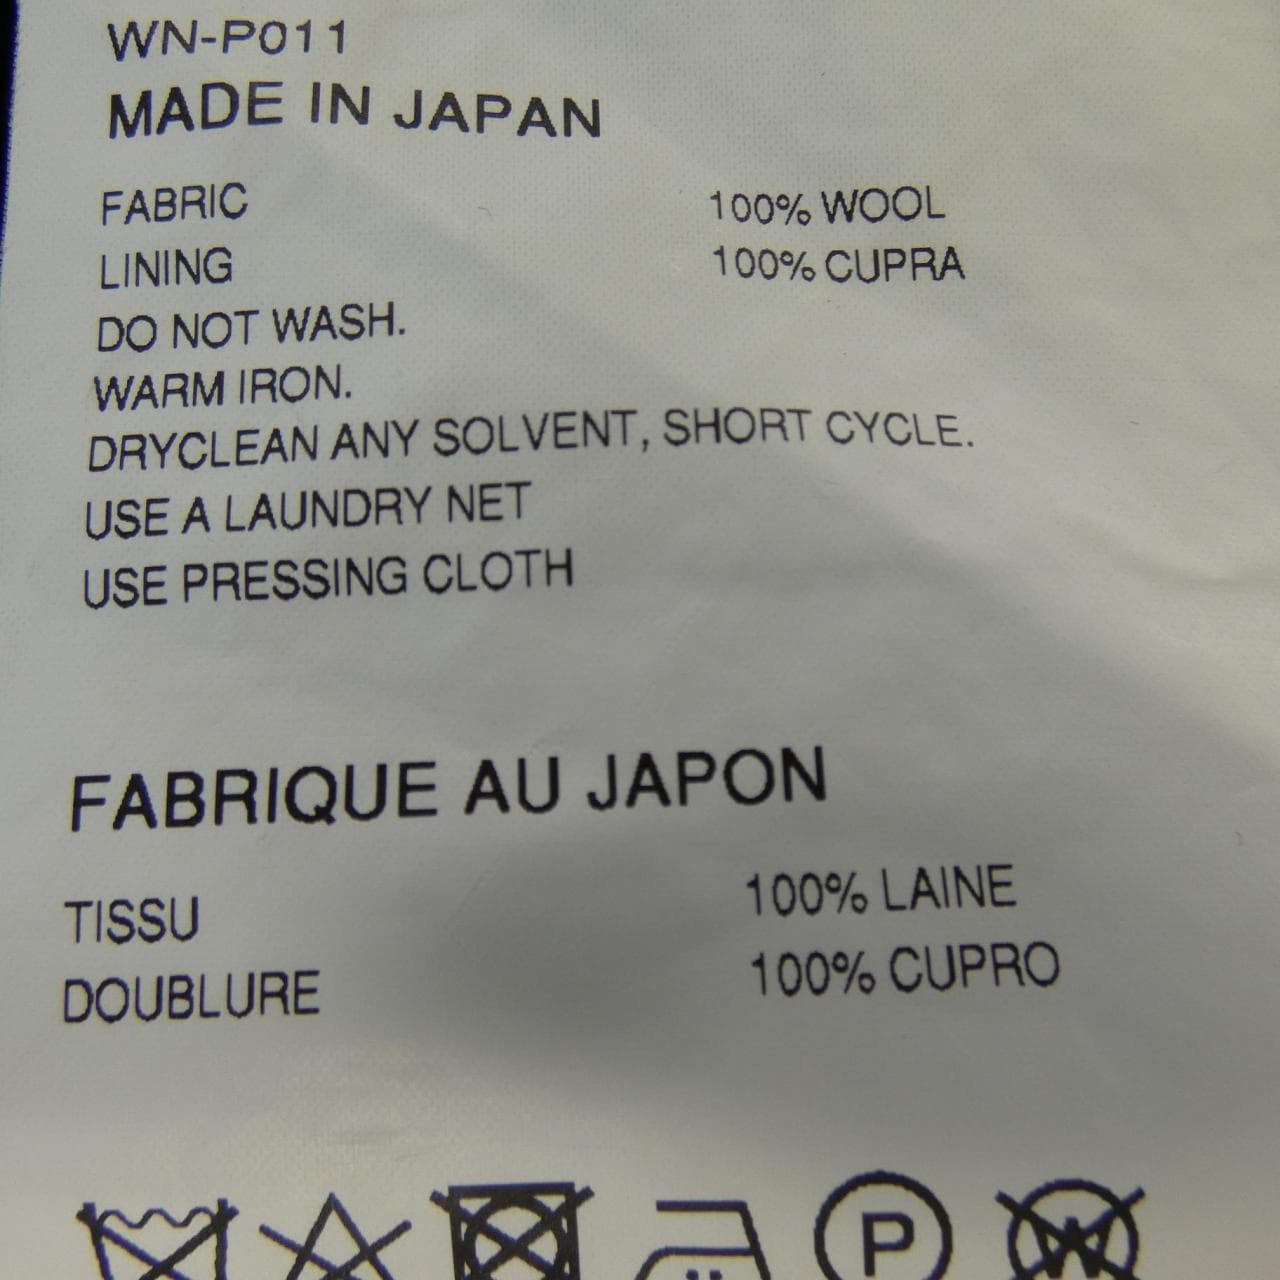 WN-P011
MADE IN JAPAN
FABRIC 100% WOOL
LINING 100% CUPRA
DO NOT WASH.
WARM IRON.
DRYCLEAN ANY SOLVENT, SHORT CYCLE.
USE A LAUNDRY NET
USE PRESSING CLOTH
FABRIQUE AU JAPON
TISSU 100% LAINE
DOUBLURE 100% CUPRO
P W